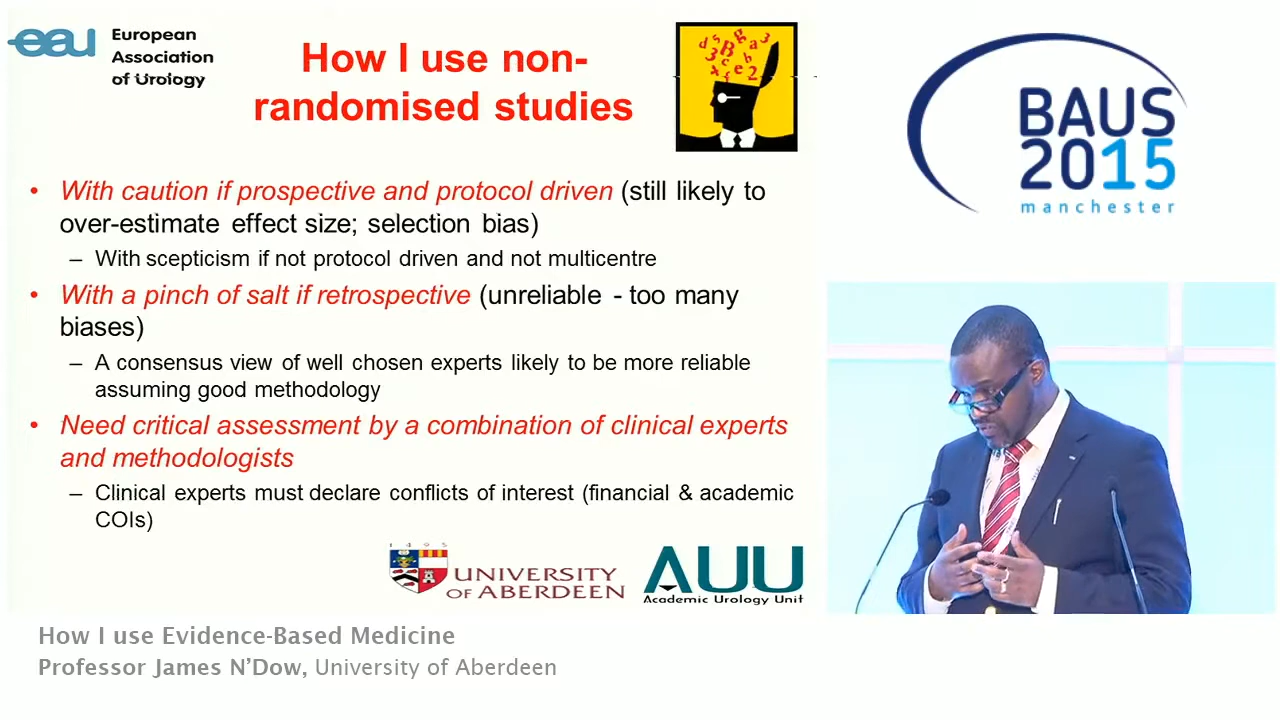 eau
European
Association
of Urology
How I use non-
randomised studies
• With caution if prospective and protocol driven (still likely to
over-estimate effect size; selection bias)
– With scepticism if not protocol driven and not multicentre
• With a pinch of salt if retrospective (unreliable - too many
biases)
– A consensus view of well chosen experts likely to be more reliable
assuming good methodology
• Need critical assessment by a combination of clinical experts
and methodologists
– Clinical experts must declare conflicts of interest (financial & academic
COIs)
1495
UNIVERSITY
OF ABERDEEN
AUU
Academic Urology Unit
BAUS
2015
manchester
How I use Evidence-Based Medicine
Professor James N'Dow, University of Aberdeen